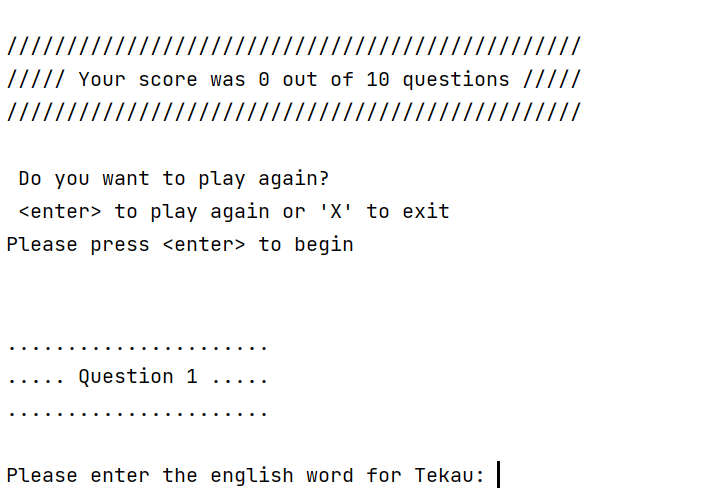 ////////////////////////////////////////////////
///// Your score was 0 out of 10 questions /////
////////////////////////////////////////////////
Do you want to play again?
<enter> to play again or 'X' to exit
Please press <enter> to begin
......................
..... Question 1 .....
......................
Please enter the english word for Tekau: